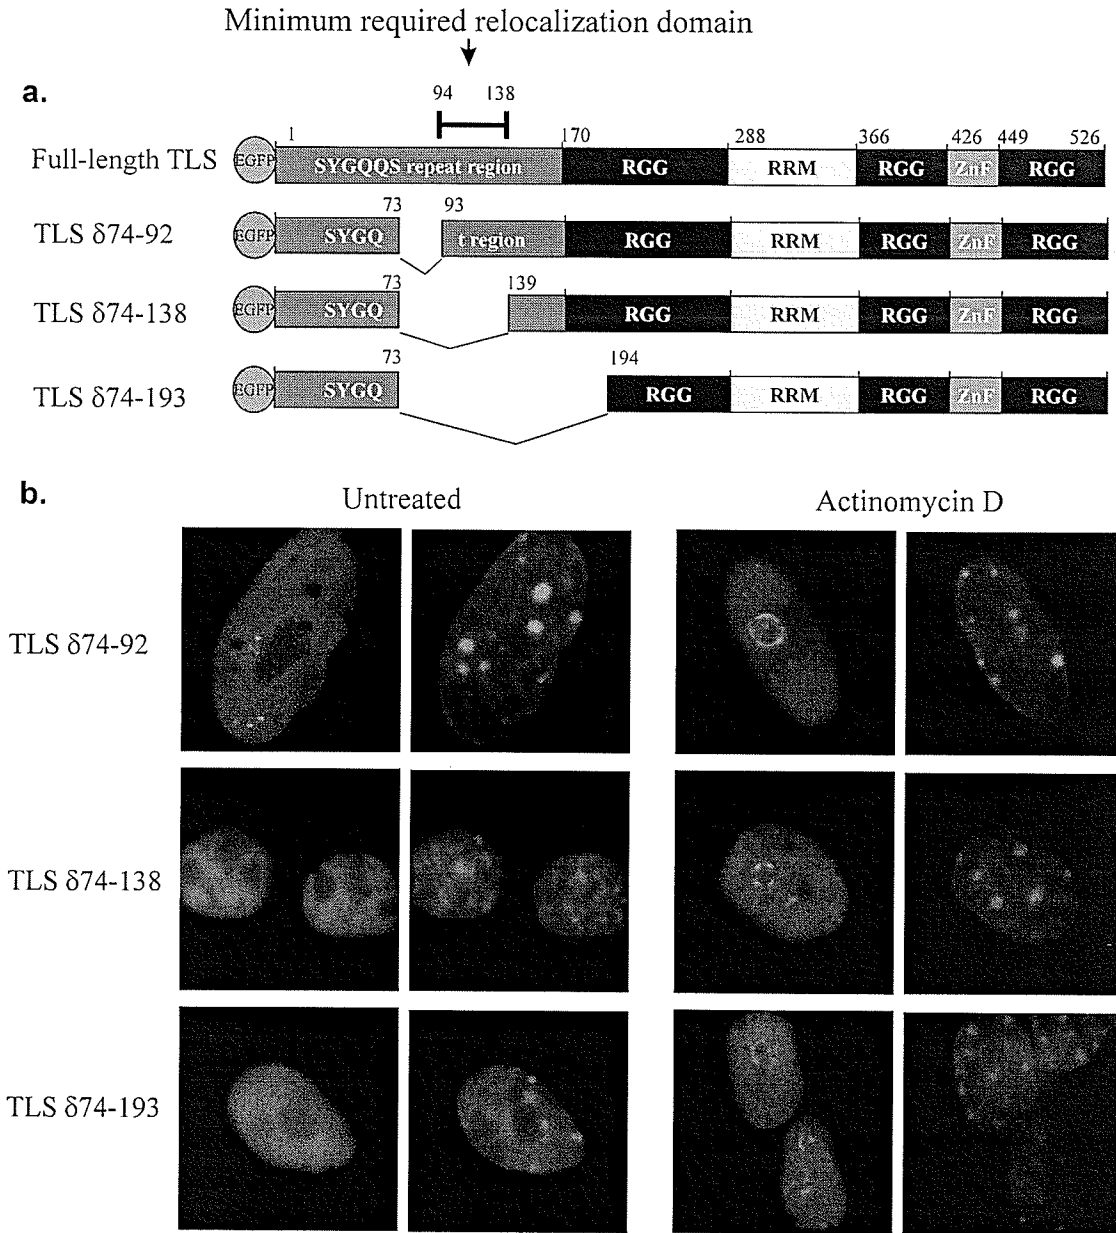 Minimum required relocalization domain
a.
94 138
1 170 288 366 426 449 526
Full-length TLS EGFP SYGQQS repeat region RGG RRM RGG ZnF RGG
73 93
TLS δ74-92 EGFP SYGQ t region RGG RRM RGG ZnF RGG
73 139
TLS δ74-138 EGFP SYGQ RGG RRM RGG ZnF RGG
73 194
TLS δ74-193 EGFP SYGQ RGG RRM RGG ZnF RGG
b.
Untreated Actinomycin D
TLS δ74-92
TLS δ74-138
TLS δ74-193